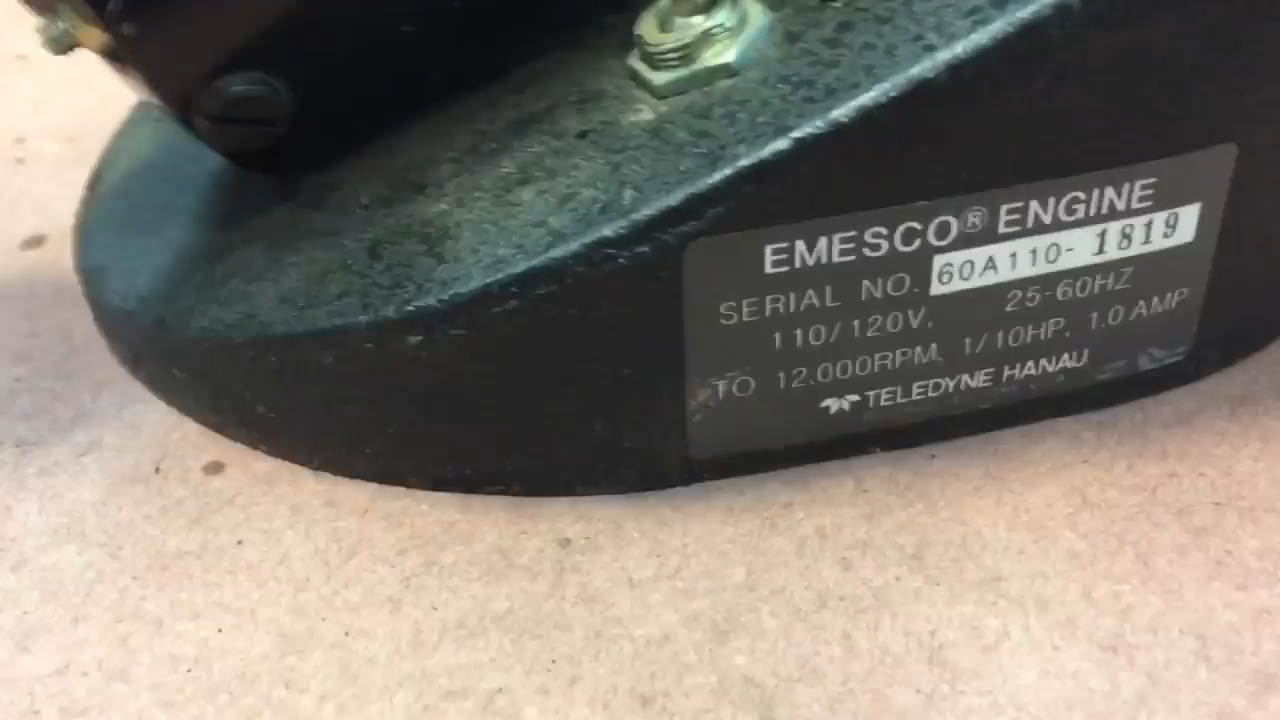 EMESCO® ENGINE
SERIAL NO. 60A110-1819
110/120V. 25-60HZ
TO 12.000RPM. 1/10HP. 1.0 AMP
TELEDYNE HANAU